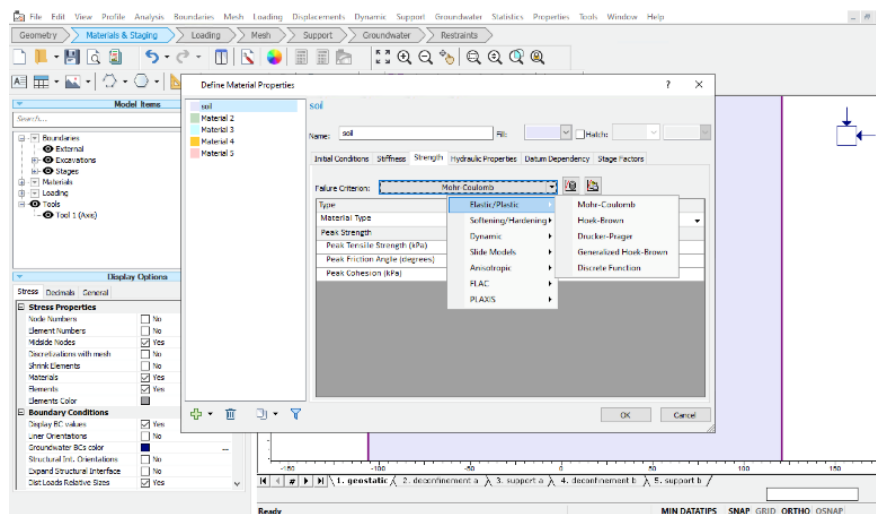 File Edit View Profile Analysis Boundaries Mesh Loading Displacements Dynamic Support Groundwater Statistics Properties Tools Window Help
Geometry Materials & Staging Loading Mesh Support Groundwater Restraints
Define Material Properties ? ×
Model Items
Search...
Boundaries
External
Excavations
Stages
Materials
Loading
Tools
Tool 1 (Axis)
soil
Material 2
Material 3
Material 4
Material 5
soil
Name: soil Fill: Hatch:
Initial Conditions Stiffness Strength Hydraulic Properties Datum Dependency Stage Factors
Failure Criterion: Mohr-Coulomb
Type
Material Type
Peak Strength
Peak Tensile Strength (kPa)
Peak Friction Angle (degrees)
Peak Cohesion (kPa)
Elastic/Plastic
Softening/Hardening
Dynamic
Slide Models
Anisotropic
FLAC
PLAXIS
Mohr-Coulomb
Hoek-Brown
Drucker-Prager
Generalized Hoek-Brown
Discrete Function
OK Cancel
Display Options
Stress Decimals General
Stress Properties
Node Numbers No
Element Numbers No
Midside Nodes Yes
Discretizations with mesh No
Shrink Elements No
Materials Yes
Elements Yes
Elements Color
Boundary Conditions
Display BC values Yes
Liner Orientations No
Groundwater BCs color ...
Structural Int. Orientations No
Expand Structural Interface No
Dist Loads Relative Sizes Yes
-150 -100 -50 0 50 100 150
1. geostatic 2. deconfinement a 3. support a 4. deconfinement b 5. support b
Ready MIN DATATIPS SNAP GRID ORTHO OSNAP